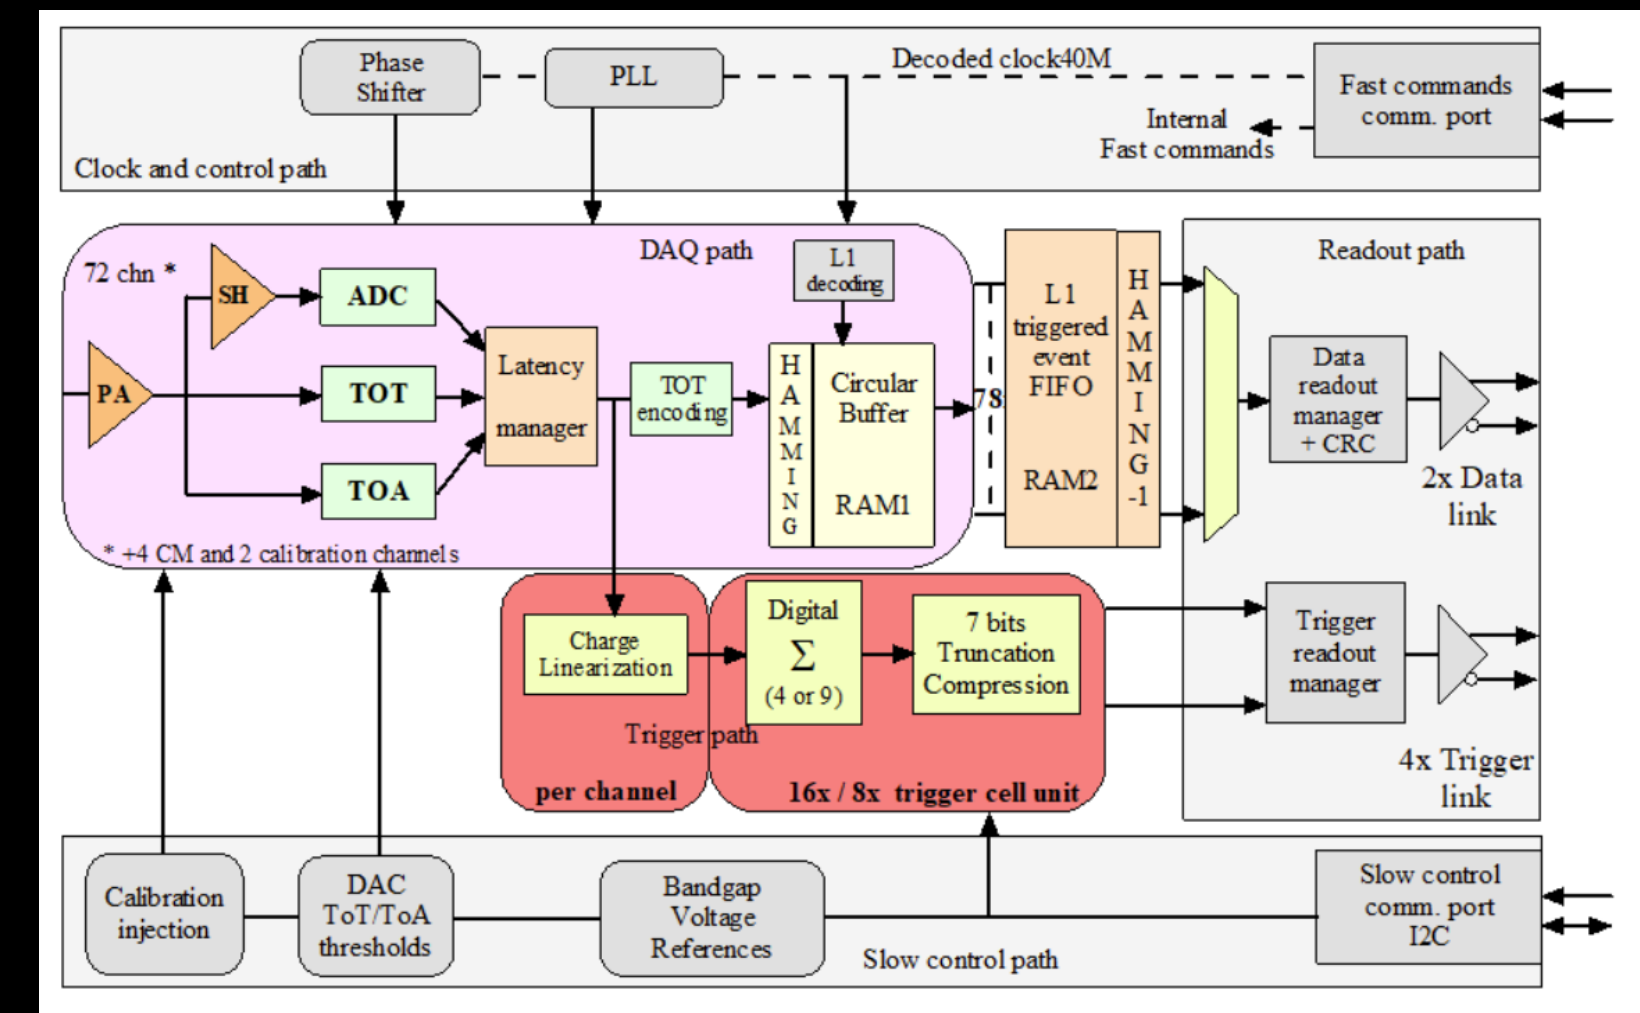 Phase
Shifter
PLL
Decoded clock40M
Fast commands
comm. port
Internal
Fast commands
Clock and control path
72 chn *
DAQ path
L1
decoding
SH
ADC
PA
TOT
TOA
Latency
manager
TOT
encoding
H
A
M
M
I
N
G
Circular
Buffer
RAM1
* +4 CM and 2 calibration channels
78
L1
triggered
event
FIFO
RAM2
H
A
M
M
I
N
G
-1
Readout path
Data
readout
manager
+ CRC
2x Data
link
Charge
Linearization
Digital
Σ
(4 or 9)
7 bits
Truncation
Compression
Trigger path
per channel
16x / 8x trigger cell unit
Trigger
readout
manager
4x Trigger
link
Calibration
injection
DAC
ToT/ToA
thresholds
Bandgap
Voltage
References
Slow control path
Slow control
comm. port
I2C